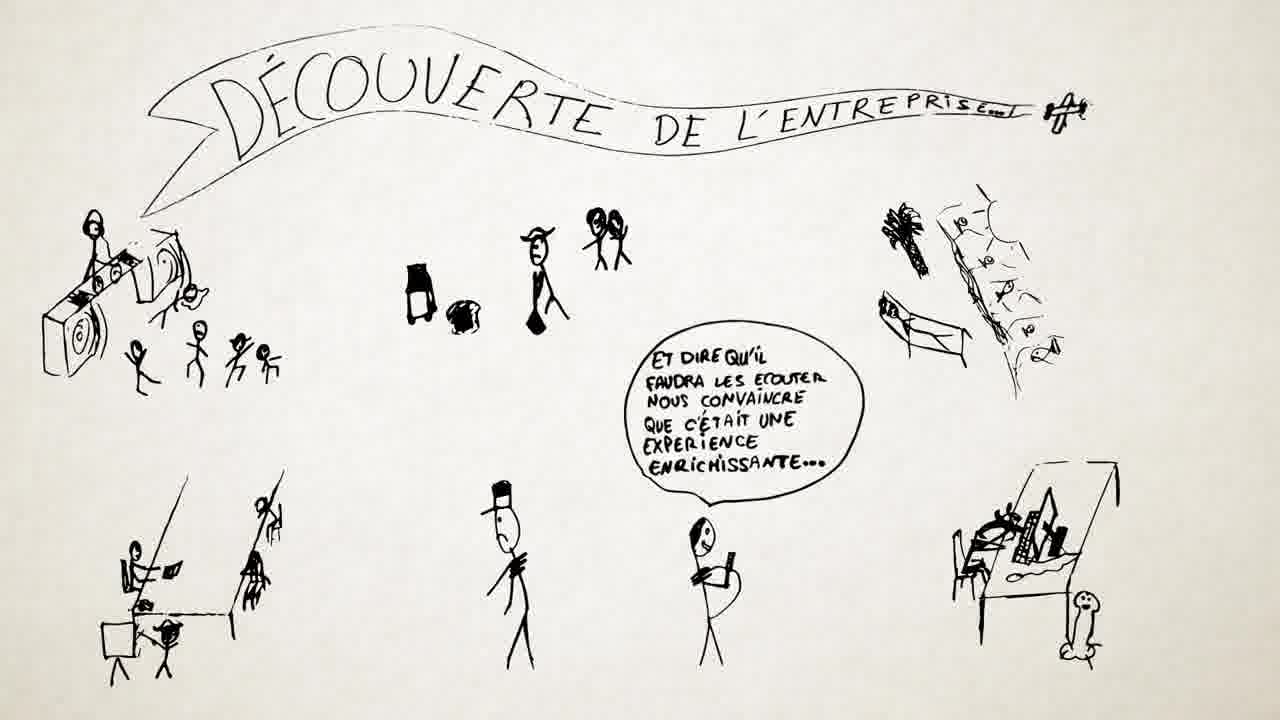 DÉCOUVERTE DE L'ENTREPRISE...!
ET DIRE QU'IL
FAUDRA LES ECOUTER
NOUS CONVAINCRE
QUE C'ÉTAIT UNE
EXPERIENCE
ENRICHISSANTE...